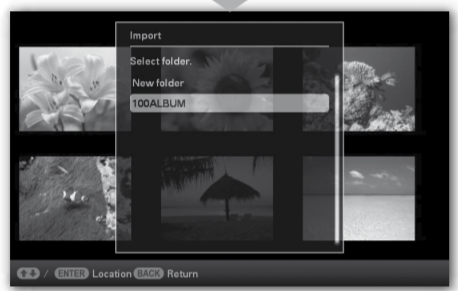 Import
Select folder.
New folder
100ALBUM
/ ENTER Location BACK Return